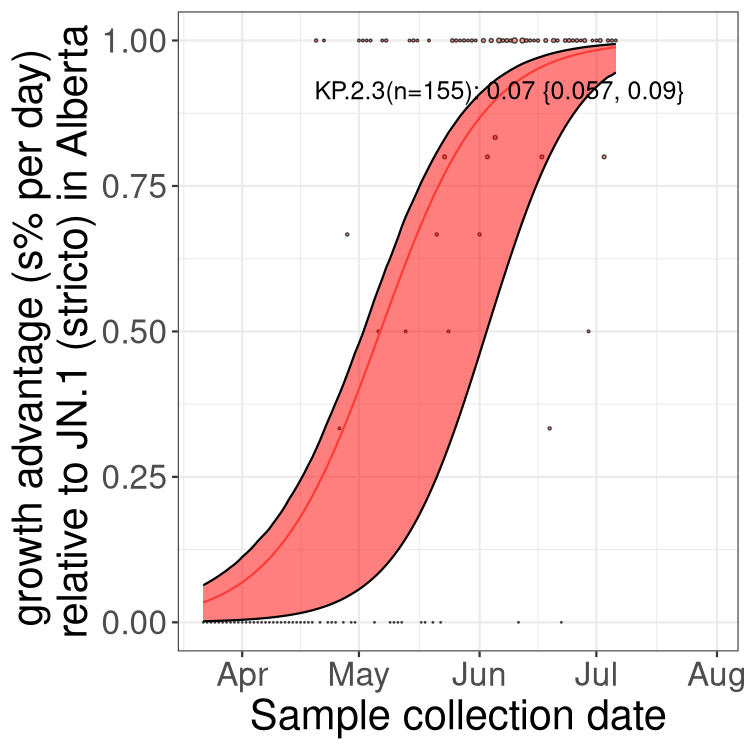 growth advantage (s% per day)
relative to JN.1 (stricto) in Alberta
1.00
0.75
0.50
0.25
0.00
KP.2.3(n=155): 0.07 {0.057, 0.09}
Apr May Jun Jul Aug
Sample collection date